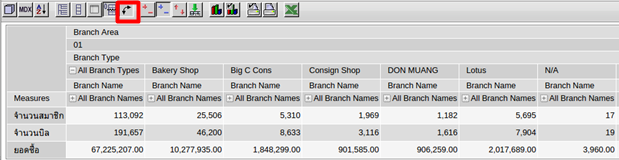 MDX
Branch Area
01
Branch Type
All Branch Types Bakery Shop Big C Cons Consign Shop DON MUANG Lotus N/A
Branch Name Branch Name Branch Name Branch Name Branch Name Branch Name Branch Name
Measures All Branch Names All Branch Names All Branch Names All Branch Names All Branch Names All Branch Names All Branch Names
จำนวนสมาชิก 113,092 25,506 5,310 1,969 1,182 5,695 17
จำนวนบิล 191,657 46,200 8,633 3,116 1,616 7,904 19
ยอดซื้อ 67,225,207.00 10,277,935.00 1,848,299.00 901,585.00 906,259.00 2,017,689.00 3,960.00